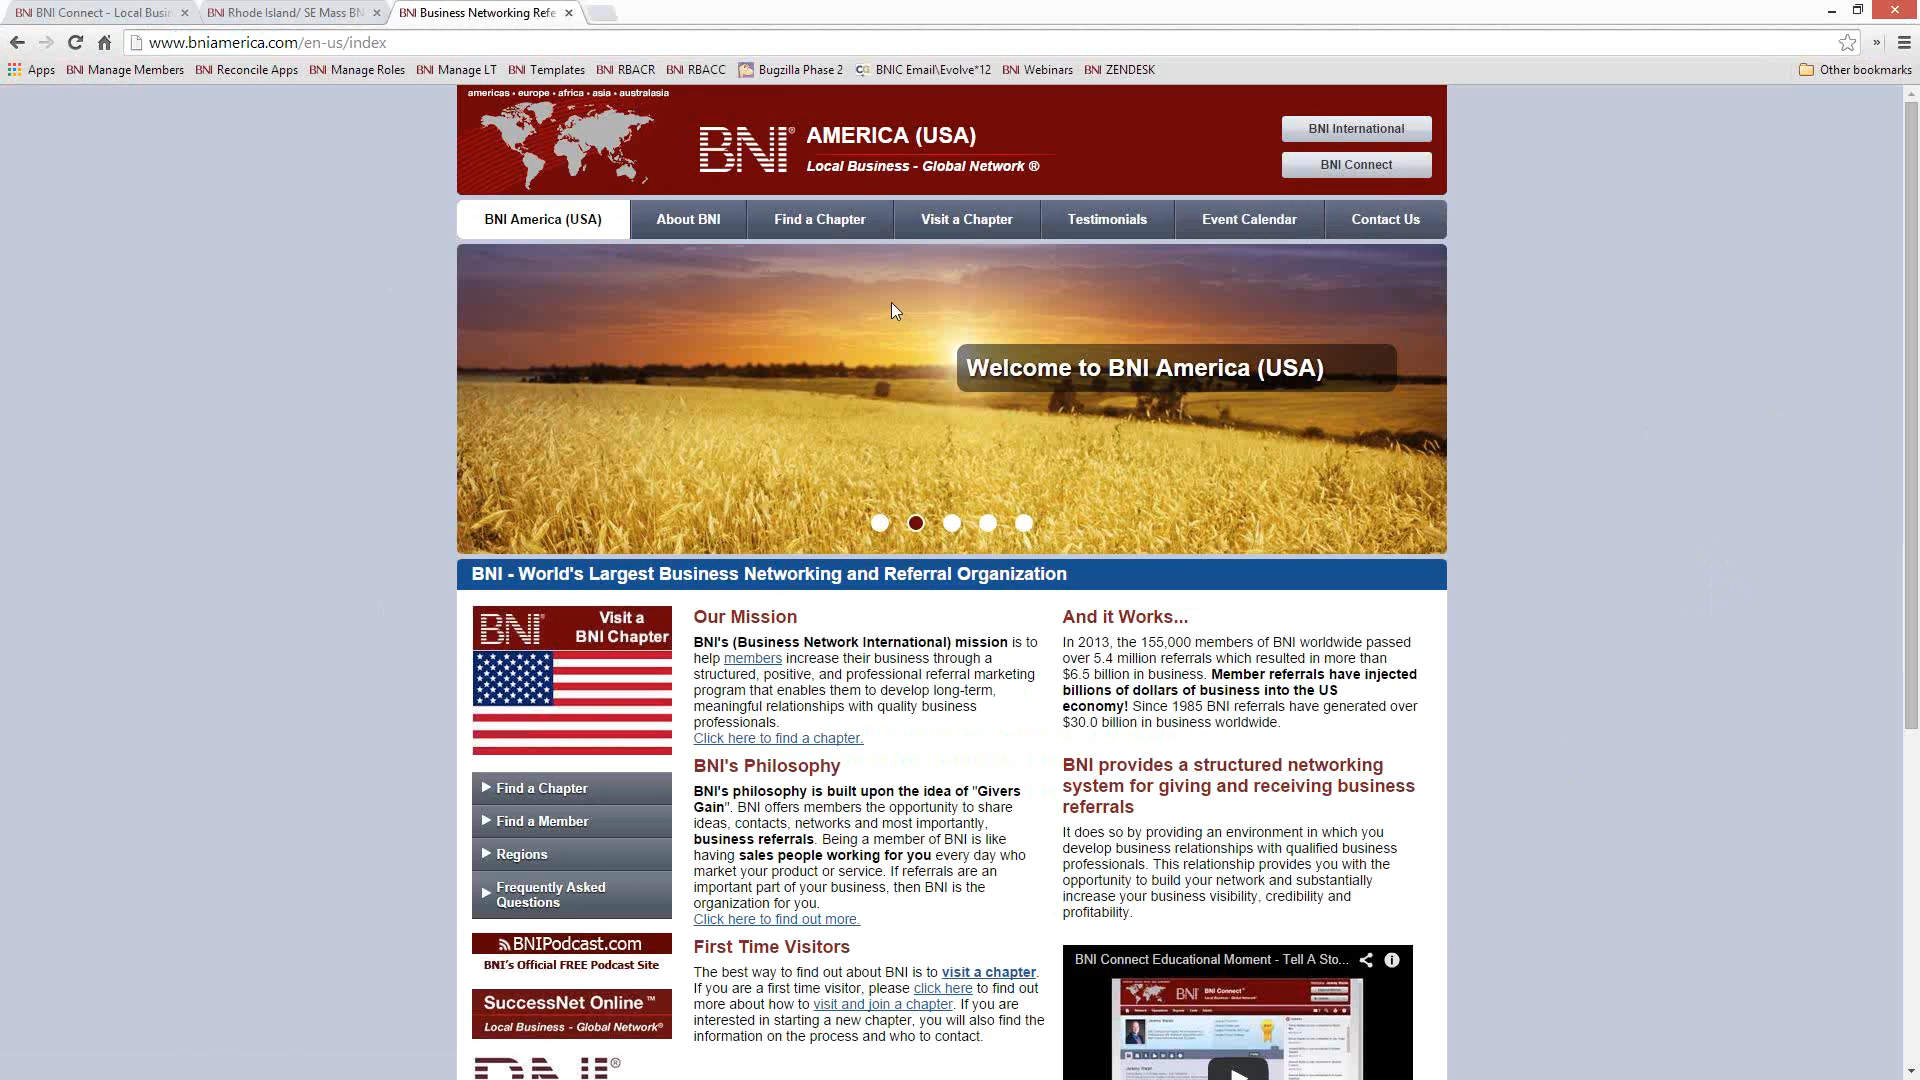 BNI BNI Connect - Local Busin
BNI Rhode Island/ SE Mass BN
BNI Business Networking Refe
www.bniamerica.com/en-us/index
Apps BNI Manage Members BNI Reconcile Apps BNI Manage Roles BNI Manage LT BNI Templates BNI RBACR BNI RBACC Bugzilla Phase 2 BNIC Email\Evolve*12 BNI Webinars BNI ZENDESK Other bookmarks
americas • europe • africa • asia • australasia
BNI® AMERICA (USA)
Local Business - Global Network ®
BNI International
BNI Connect
BNI America (USA) About BNI Find a Chapter Visit a Chapter Testimonials Event Calendar Contact Us
Welcome to BNI America (USA)
BNI - World's Largest Business Networking and Referral Organization
BNI® Visit a
BNI Chapter
Find a Chapter
Find a Member
Regions
Frequently Asked
Questions
BNIPodcast.com
BNI's Official FREE Podcast Site
SuccessNet Online™
Local Business - Global Network®
Our Mission
BNI's (Business Network International) mission is to
help members increase their business through a
structured, positive, and professional referral marketing
program that enables them to develop long-term,
meaningful relationships with quality business
professionals.
Click here to find a chapter.
BNI's Philosophy
BNI's philosophy is built upon the idea of "Givers
Gain". BNI offers members the opportunity to share
ideas, contacts, networks and most importantly,
business referrals. Being a member of BNI is like
having sales people working for you every day who
market your product or service. If referrals are an
important part of your business, then BNI is the
organization for you.
Click here to find out more.
First Time Visitors
The best way to find out about BNI is to visit a chapter.
If you are a first time visitor, please click here to find out
more about how to visit and join a chapter. If you are
interested in starting a new chapter, you will also find the
information on the process and who to contact.
And it Works...
In 2013, the 155,000 members of BNI worldwide passed
over 5.4 million referrals which resulted in more than
$6.5 billion in business. Member referrals have injected
billions of dollars of business into the US
economy! Since 1985 BNI referrals have generated over
$30.0 billion in business worldwide.
BNI provides a structured networking
system for giving and receiving business
referrals
It does so by providing an environment in which you
develop business relationships with qualified business
professionals. This relationship provides you with the
opportunity to build your network and substantially
increase your business visibility, credibility and
profitability.
BNI Connect Educational Moment - Tell A Sto...
BNI BNI Connect